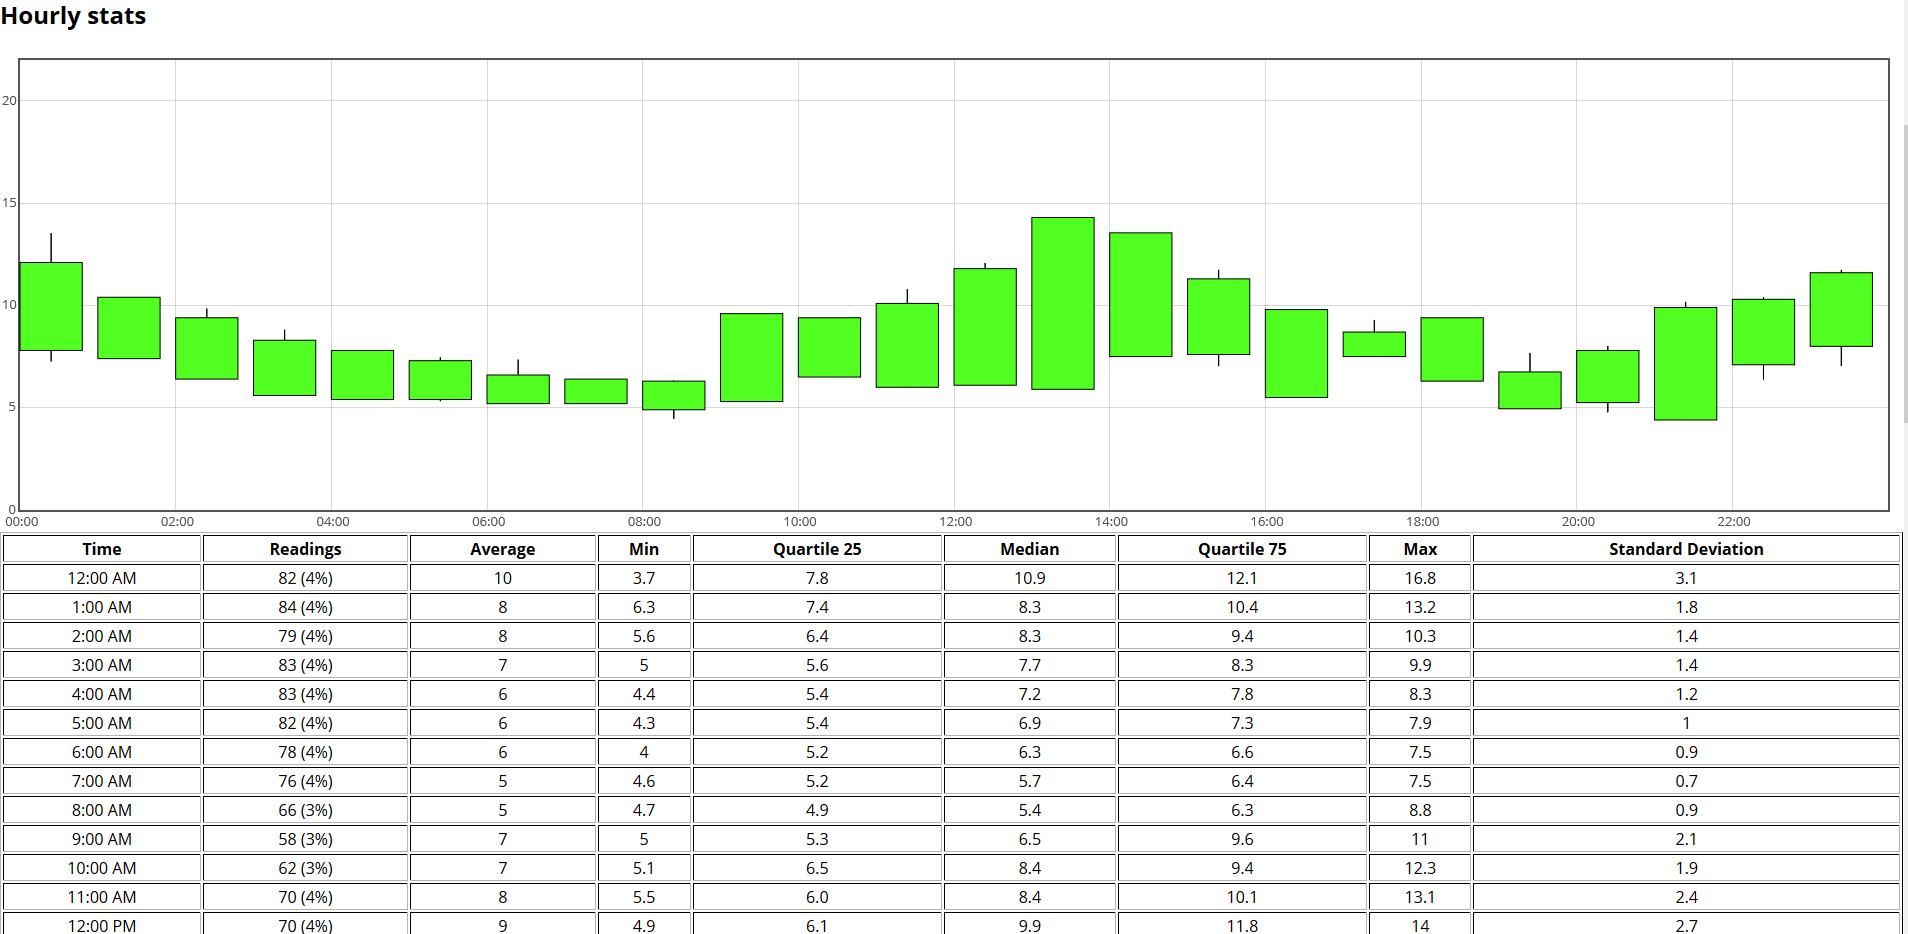 Hourly stats
20
15
10
5
0
00:00 02:00 04:00 06:00 08:00 10:00 12:00 14:00 16:00 18:00 20:00 22:00
Time Readings Average Min Quartile 25 Median Quartile 75 Max Standard Deviation
12:00 AM 82 (4%) 10 3.7 7.8 10.9 12.1 16.8 3.1
1:00 AM 84 (4%) 8 6.3 7.4 8.3 10.4 13.2 1.8
2:00 AM 79 (4%) 8 5.6 6.4 8.3 9.4 10.3 1.4
3:00 AM 83 (4%) 7 5 5.6 7.7 8.3 9.9 1.4
4:00 AM 83 (4%) 6 4.4 5.4 7.2 7.8 8.3 1.2
5:00 AM 82 (4%) 6 4.3 5.4 6.9 7.3 7.9 1
6:00 AM 78 (4%) 6 4 5.2 6.3 6.6 7.5 0.9
7:00 AM 76 (4%) 5 4.6 5.2 5.7 6.4 7.5 0.7
8:00 AM 66 (3%) 5 4.7 4.9 5.4 6.3 8.8 0.9
9:00 AM 58 (3%) 7 5 5.3 6.5 9.6 11 2.1
10:00 AM 62 (3%) 7 5.1 6.5 8.4 9.4 12.3 1.9
11:00 AM 70 (4%) 8 5.5 6.0 8.4 10.1 13.1 2.4
12:00 PM 70 (4%) 9 4.9 6.1 9.9 11.8 14 2.7